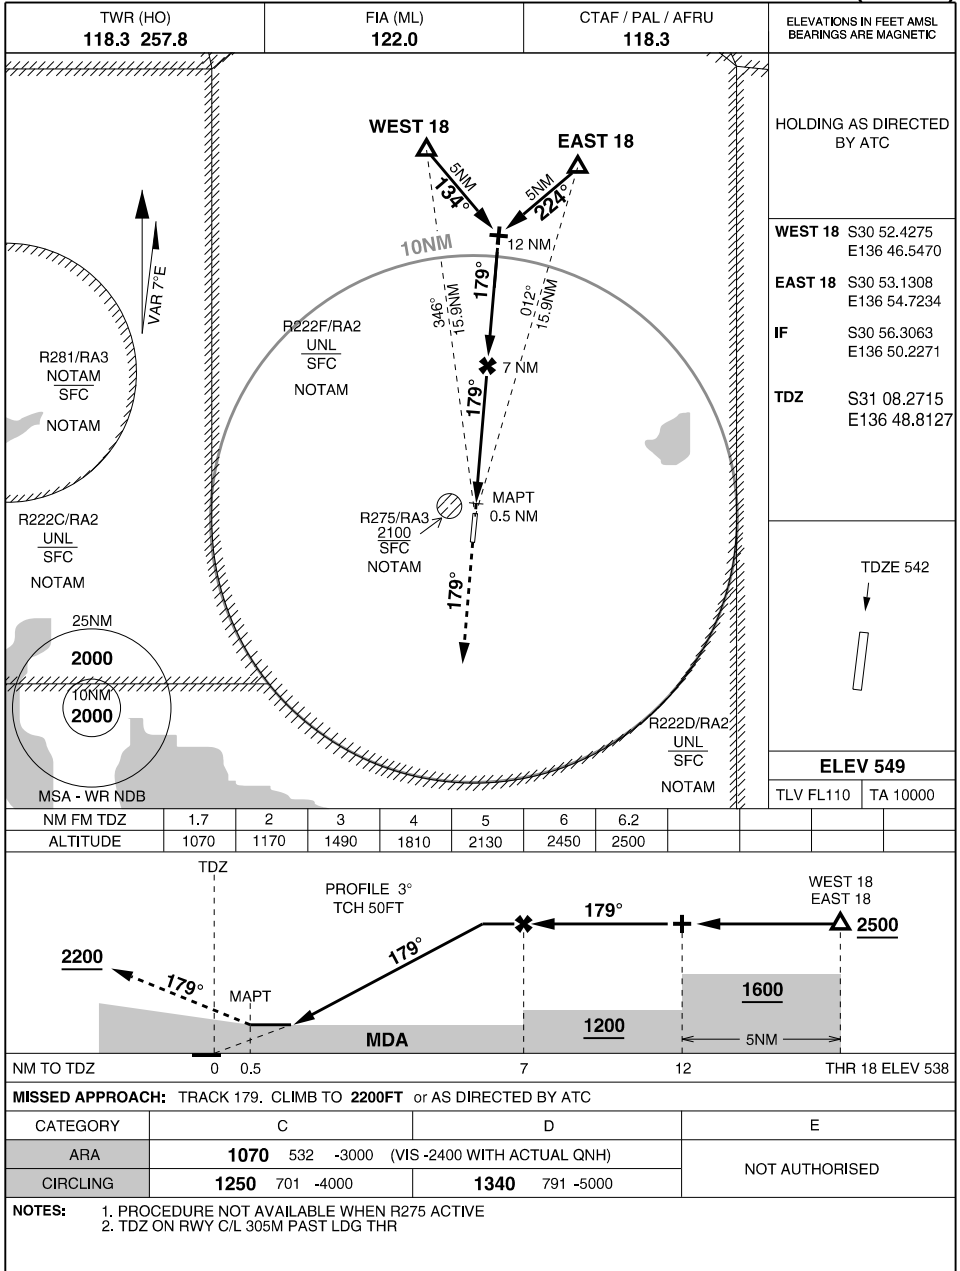 TWR (HO)
118.3 257.8
FIA (ML)
122.0
CTAF / PAL / AFRU
118.3
ELEVATIONS IN FEET AMSL
BEARINGS ARE MAGNETIC
WEST 18
EAST 18
5NM
134°
5NM
224°
12 NM
10NM
179°
346°
15.9NM
012°
15.9NM
VAR 7°E
R222F/RA2
UNL
SFC
NOTAM
R281/RA3
NOTAM
SFC
NOTAM
7 NM
179°
MAPT
0.5 NM
R275/RA3
2100
SFC
NOTAM
R222C/RA2
UNL
SFC
NOTAM
179°
25NM
2000
10NM
2000
MSA - WR NDB
R222D/RA2
UNL
SFC
NOTAM
HOLDING AS DIRECTED
BY ATC
WEST 18 S30 52.4275
E136 46.5470
EAST 18 S30 53.1308
E136 54.7234
IF S30 56.3063
E136 50.2271
TDZ S31 08.2715
E136 48.8127
TDZE 542
ELEV 549
TLV FL110 TA 10000
NM FM TDZ 1.7 2 3 4 5 6 6.2
ALTITUDE 1070 1170 1490 1810 2130 2450 2500
TDZ
PROFILE 3°
TCH 50FT
WEST 18
EAST 18
2500
179°
179°
2200
179°
MAPT
MDA
1200
1600
5NM
NM TO TDZ 0 0.5 7 12 THR 18 ELEV 538
MISSED APPROACH: TRACK 179. CLIMB TO 2200FT or AS DIRECTED BY ATC
CATEGORY C D E
ARA 1070 532 -3000 (VIS -2400 WITH ACTUAL QNH)
NOT AUTHORISED
CIRCLING 1250 701 -4000 1340 791 -5000
NOTES: 1. PROCEDURE NOT AVAILABLE WHEN R275 ACTIVE
2. TDZ ON RWY C/L 305M PAST LDG THR